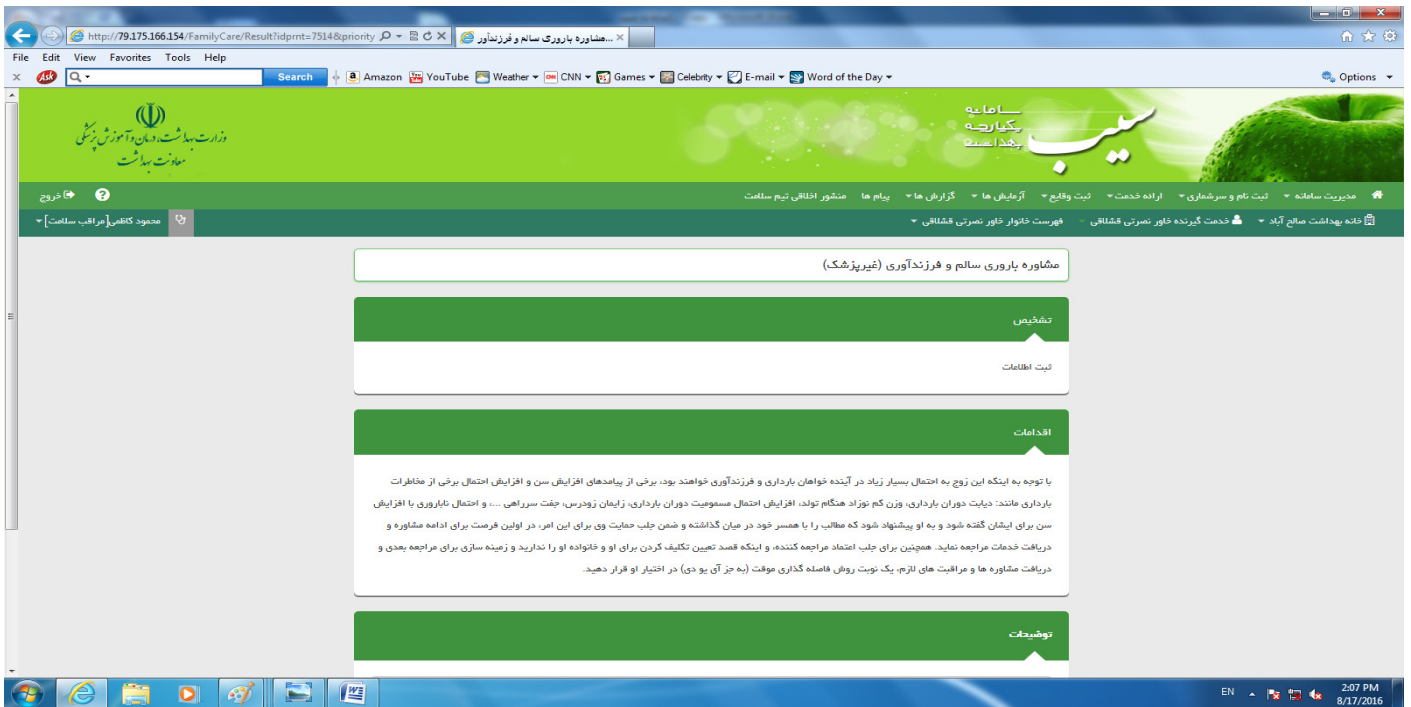 http://79.175.166.154/FamilyCare/Result?idprnt=7514&priority
مشاوره باروری سالم و فرزندآور...
File Edit View Favorites Tools Help
Ask Search Amazon YouTube Weather CNN Games Celebrity E-mail Word of the Day Options
سامانه
یکپارچه
بهداشت
سیب
وزارت بهداشت، درمان و آموزش پزشکی
معاونت بهداشت
مدیریت سامانه ثبت نام و سرشماری ارائه خدمت ثبت وقایع آزمایش ها گزارش ها پیام ها منشور اخلاقی تیم سلامت خروج
خانه بهداشت صالح آباد خدمت گیرنده خاور نصرتی قشلاقی فهرست خانوار خاور نصرتی قشلاقی محمود کاظمی[مراقب سلامت]
مشاوره باروری سالم و فرزندآوری (غیرپزشک)
تشخیص
ثبت اطلاعات
اقدامات
با توجه به اینکه این زوج به احتمال بسیار زیاد در آینده خواهان بارداری و فرزندآوری خواهند بود، برخی از پیامدهای افزایش سن و افزایش احتمال برخی از مخاطرات
بارداری مانند: دیابت دوران بارداری، وزن کم نوزاد هنگام تولد، افزایش احتمال مسمومیت دوران بارداری، زایمان زودرس، جفت سرراهی ...، و احتمال ناباروری با افزایش
سن برای ایشان گفته شود و به او پیشنهاد شود که مطالب را با همسر خود در میان گذاشته و ضمن جلب حمایت وی برای این امر، در اولین فرصت برای ادامه مشاوره و
دریافت خدمات مراجعه نماید. همچنین برای جلب اعتماد مراجعه کننده، و اینکه قصد تعیین تکلیف کردن برای او و خانواده او را ندارید و زمینه سازی برای مراجعه بعدی و
دریافت مشاوره ها و مراقبت های لازم، یک نوبت روش فاصله گذاری موقت (به جز آی یو دی) در اختیار او قرار دهید.
توضیحات
EN 2:07 PM
8/17/2016